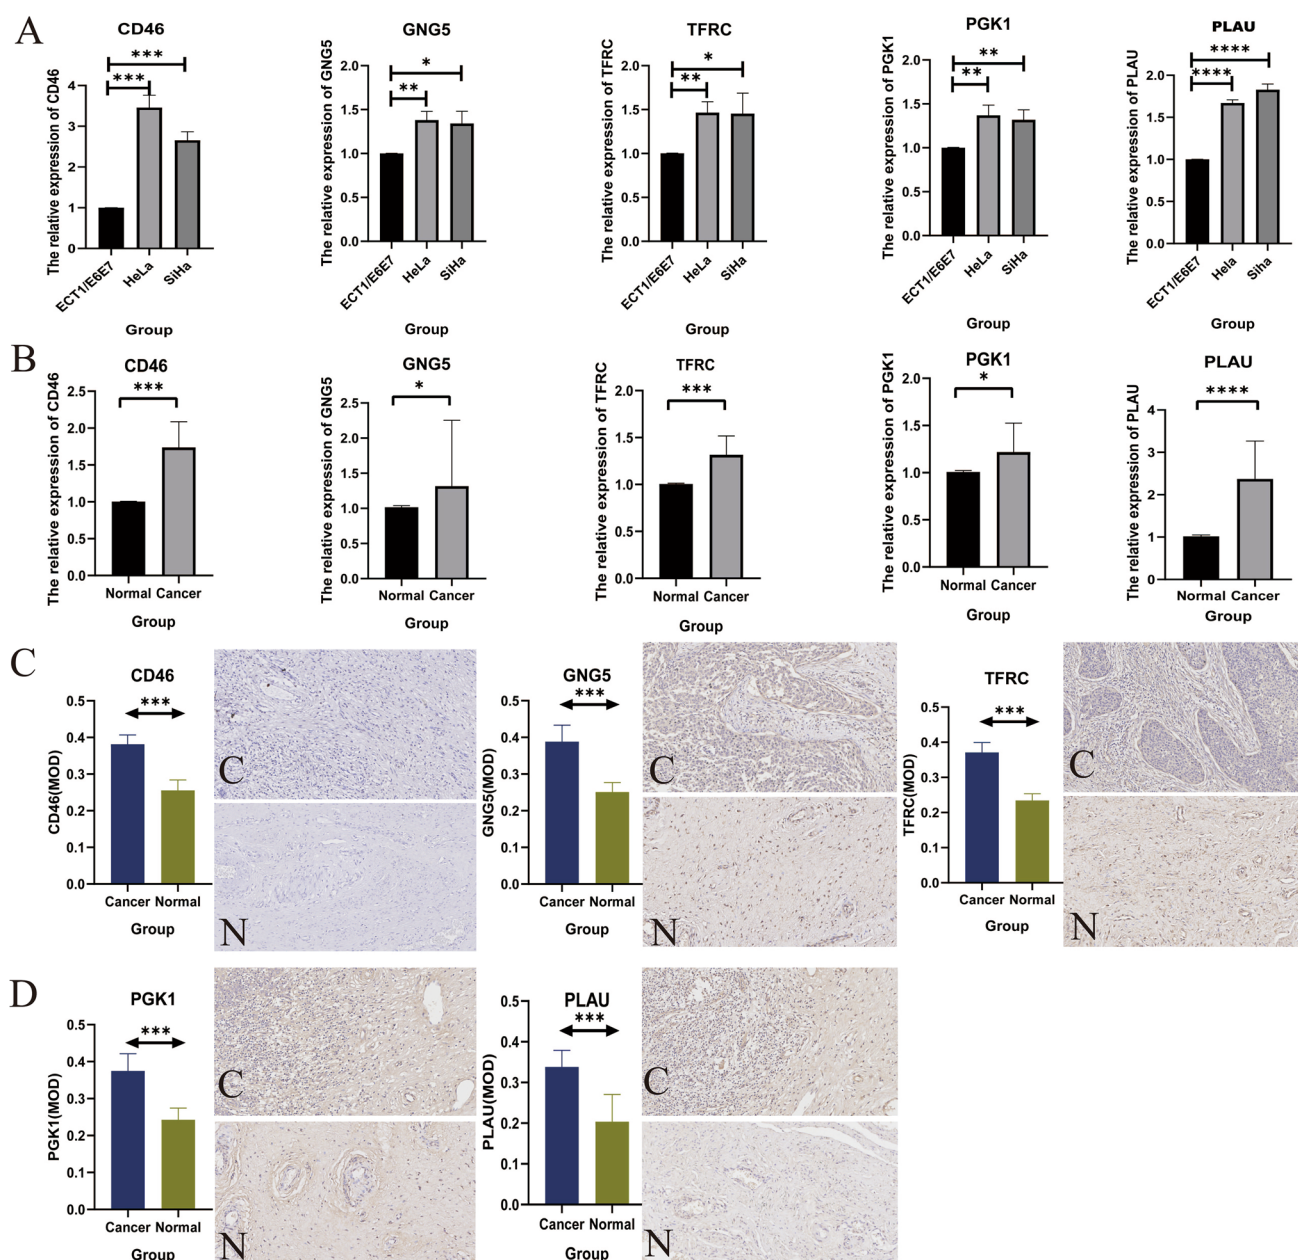 A
CD46
The relative expression of CD46
***
***
4
3
2
1
0
ECT1/E6E7
HeLa
SiHa
Group
GNG5
The relative expression of GNG5
*
**
2.0
1.5
1.0
0.5
0.0
ECT1/E6E7
HeLa
SiHa
Group
TFRC
The relative expression of TFRC
*
**
2.0
1.5
1.0
0.5
0.0
ECT1/E6E7
HeLa
SiHa
Group
PGK1
The relative expression of PGK1
**
**
2.0
1.5
1.0
0.5
0.0
ECT1/E6E7
HeLa
SiHa
Group
PLAU
The relative expression of PLAU
****
****
2.0
1.5
1.0
0.5
0.0
ECT1/E6E7
Hela
Siha
Group
B
CD46
The relative expression of CD46
***
2.5
2.0
1.5
1.0
0.5
0.0
Normal Cancer
Group
GNG5
The relative expression of GNG5
*
2.5
2.0
1.5
1.0
0.5
0.0
Normal Cancer
Group
TFRC
The relative expression of TFRC
***
2.0
1.5
1.0
0.5
0.0
Normal Cancer
Group
PGK1
The relative expression of PGK1
*
2.0
1.5
1.0
0.5
0.0
Normal Cancer
Group
PLAU
The relative expression of PLAU
****
4
3
2
1
0
Normal Cancer
Group
C
CD46
CD46(MOD)
***
0.5
0.4
0.3
0.2
0.1
0.0
Cancer Normal
Group
C
N
GNG5
GNG5(MOD)
***
0.5
0.4
0.3
0.2
0.1
0.0
Cancer Normal
Group
C
N
TFRC
TFRC(MOD)
***
0.5
0.4
0.3
0.2
0.1
0.0
Cancer Normal
Group
C
N
D
PGK1
PGK1(MOD)
***
0.5
0.4
0.3
0.2
0.1
0.0
Cancer Normal
Group
C
N
PLAU
PLAU(MOD)
***
0.5
0.4
0.3
0.2
0.1
0.0
Cancer Normal
Group
C
N